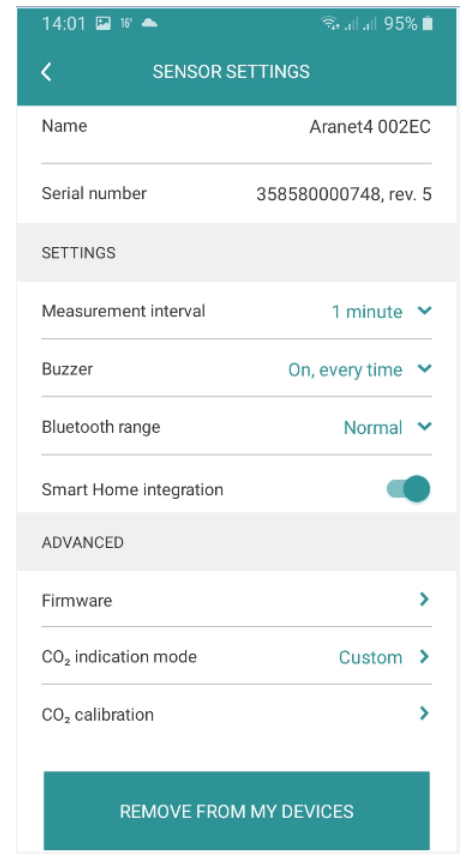 14:01 16° 95%
SENSOR SETTINGS
Name Aranet4 002EC
Serial number 358580000748, rev. 5
SETTINGS
Measurement interval 1 minute
Buzzer On, every time
Bluetooth range Normal
Smart Home integration
ADVANCED
Firmware
CO₂ indication mode Custom
CO₂ calibration
REMOVE FROM MY DEVICES